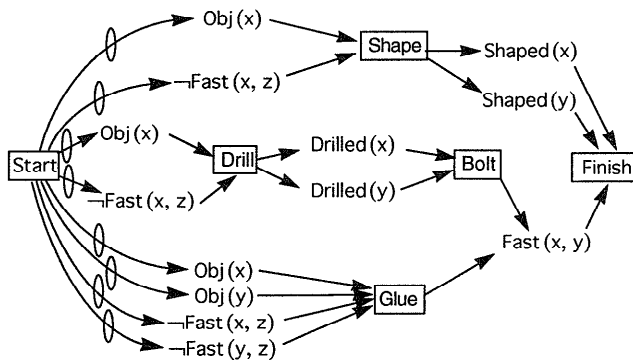 Obj(x)
Shape
Shaped(x)
¬Fast(x, z)
Shaped(y)
Obj(x)
Start
Drill
Drilled(x)
Bolt
Finish
¬Fast(x, z)
Drilled(y)
Fast(x, y)
Obj(x)
Obj(y)
Glue
¬Fast(x, z)
¬Fast(y, z)